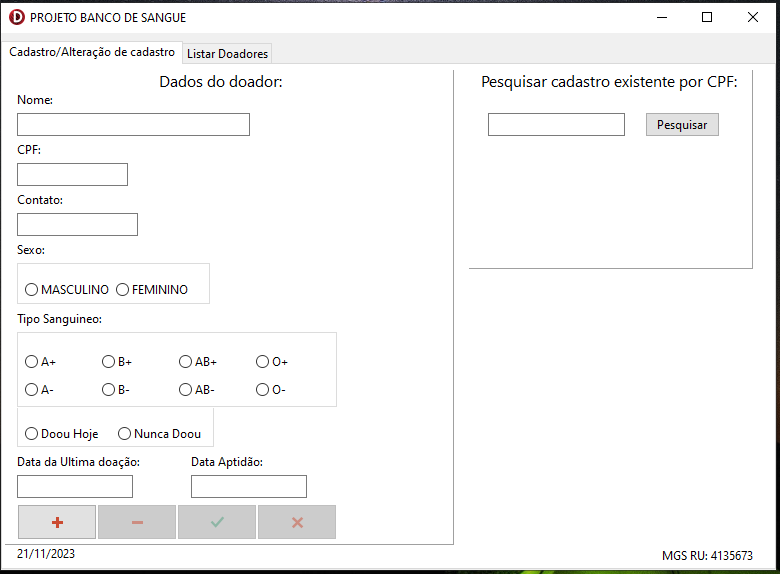 PROJETO BANCO DE SANGUE
Cadastro/Alteração de cadastro
Listar Doadores
Dados do doador:
Nome:
CPF:
Contato:
Sexo:
MASCULINO FEMININO
Tipo Sanguineo:
A+ B+ AB+ O+
A- B- AB- O-
Doou Hoje Nunca Doou
Data da Ultima doação: Data Aptidão:
21/11/2023
Pesquisar cadastro existente por CPF:
Pesquisar
MGS RU: 4135673